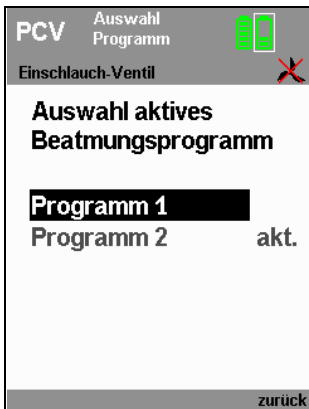 PCV
Auswahl
Programm
Einschlauch-Ventil
Auswahl aktives
Beatmungsprogramm
Programm 1
Programm 2 akt.
zurück